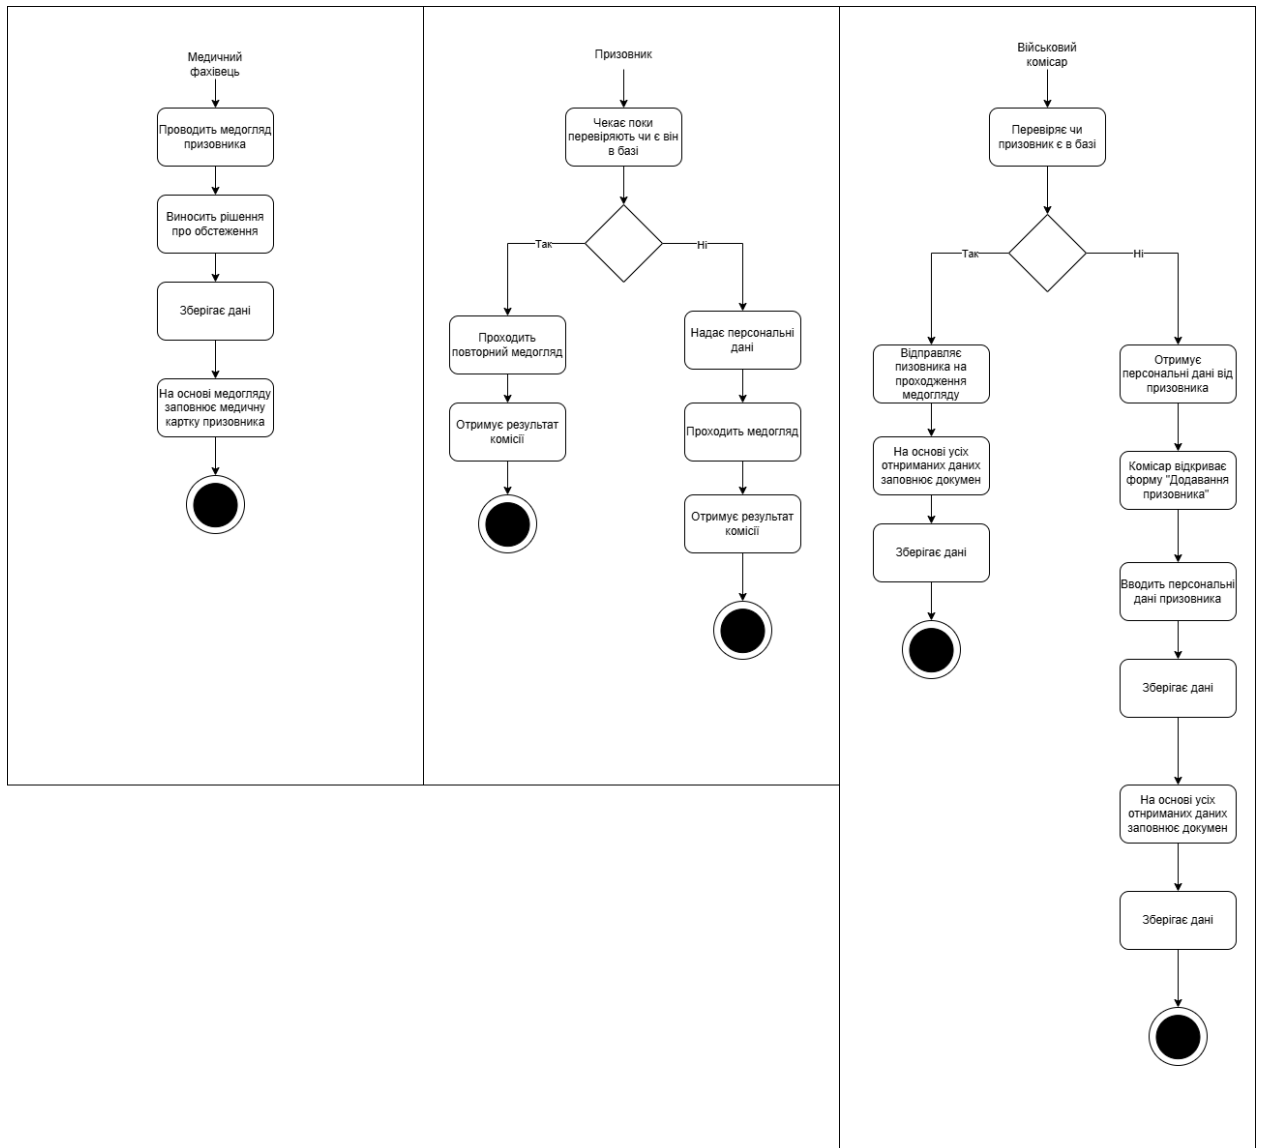 Медичний
фахівець
Проводить медогляд
призовника
Виносить рішення
про обстеження
Зберігає дані
На основі медогляду
заповнює медичну
картку призовника
Призовник
Чекає поки
перевіряють чи є він
в базі
Так
Ні
Проходить
повторний медогляд
Отримує результат
комісії
Надає персональні
дані
Проходить медогляд
Отримує результат
комісії
Військовий
комісар
Перевіряє чи
призовник є в базі
Так
Ні
Відправляє
пизовника на
проходження
медогляду
На основі усіх
отнриманих даних
заповнює докумен
Зберігає дані
Отримує
персональні дані від
призовника
Комісар відкриває
форму "Додавання
призовника"
Вводить персональні
дані призовника
Зберігає дані
На основі усіх
отнриманих даних
заповнює докумен
Зберігає дані